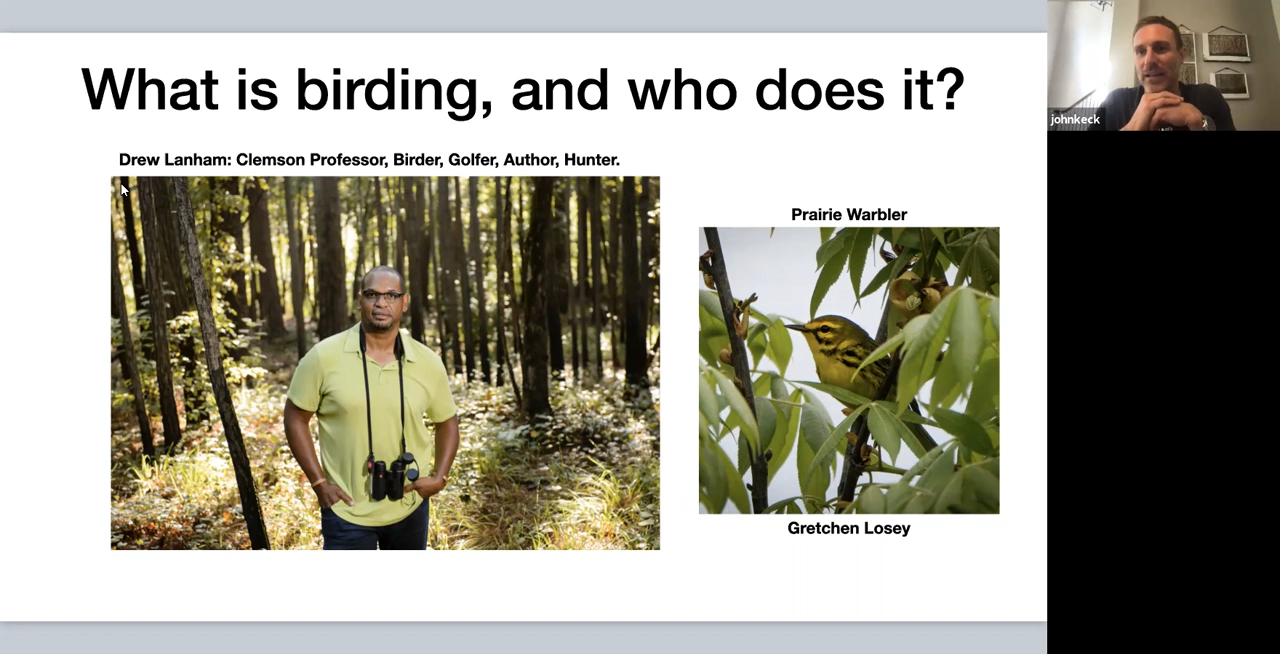 What is birding, and who does it?
Drew Lanham: Clemson Professor, Birder, Golfer, Author, Hunter.
Prairie Warbler
Gretchen Losey
johnkeck